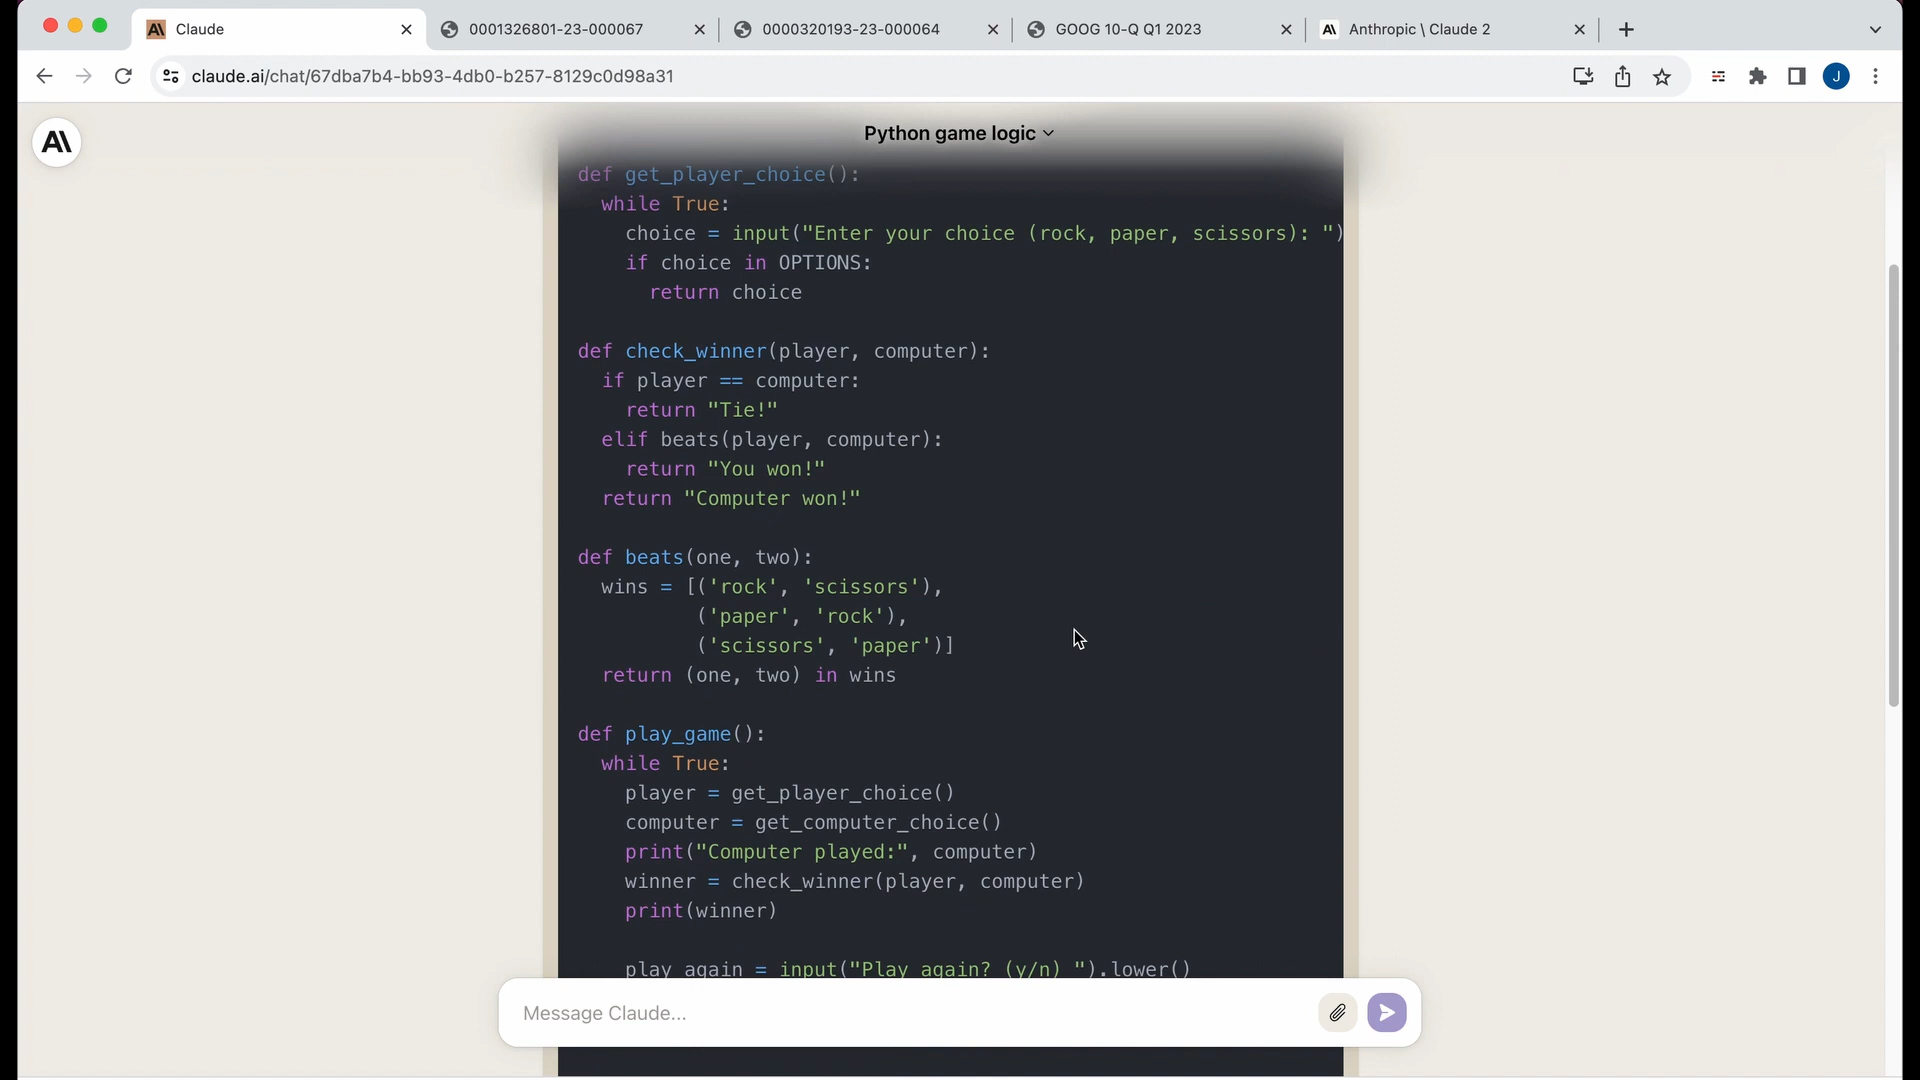 Claude
0001326801-23-000067
0000320193-23-000064
GOOG 10-Q Q1 2023
Anthropic \ Claude 2
claude.ai/chat/67dba7b4-bb93-4db0-b257-8129c0d98a31
J
Python game logic
def get_player_choice():
  while True:
    choice = input("Enter your choice (rock, paper, scissors): ")
    if choice in OPTIONS:
      return choice

def check_winner(player, computer):
  if player == computer:
    return "Tie!"
  elif beats(player, computer):
    return "You won!"
  return "Computer won!"

def beats(one, two):
  wins = [('rock', 'scissors'),
          ('paper', 'rock'),
          ('scissors', 'paper')]
  return (one, two) in wins

def play_game():
  while True:
    player = get_player_choice()
    computer = get_computer_choice()
    print("Computer played:", computer)
    winner = check_winner(player, computer)
    print(winner)

    play_again = input("Play again? (y/n) ").lower()
Message Claude...